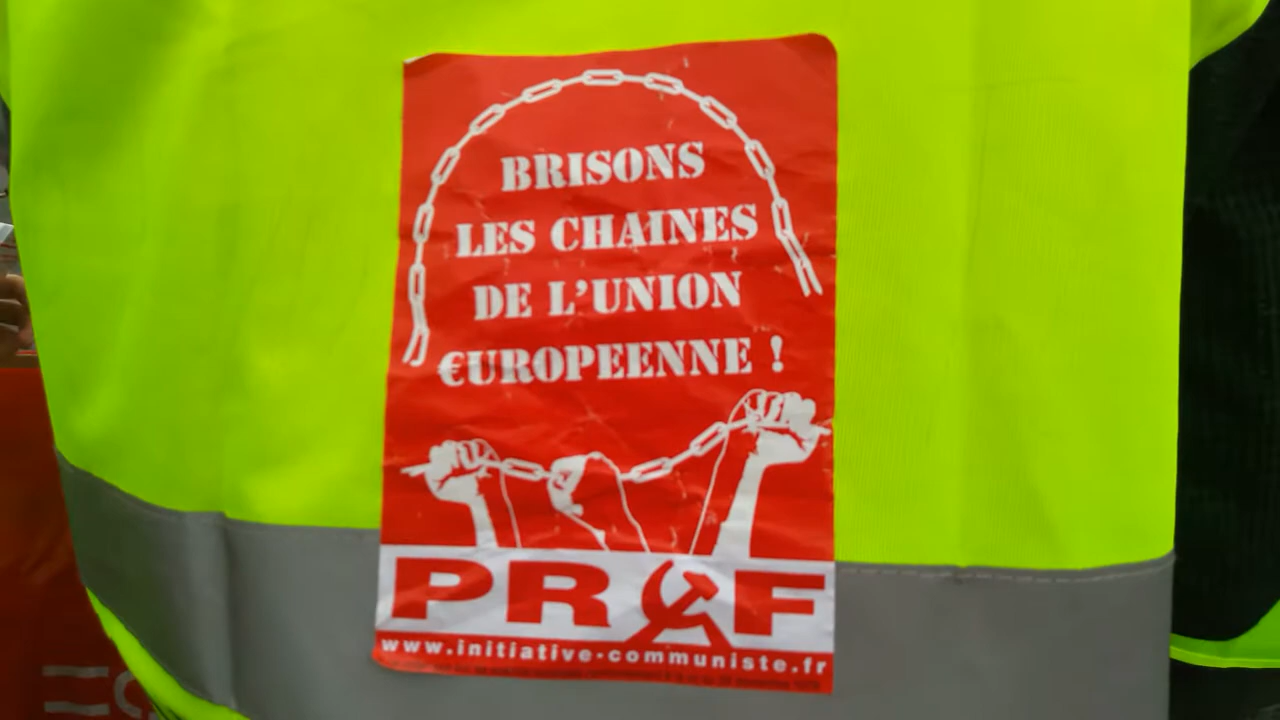 BRISONS
LES CHAINES
DE L'UNION
€UROPEENNE !
PRCF
www.initiative-communiste.fr